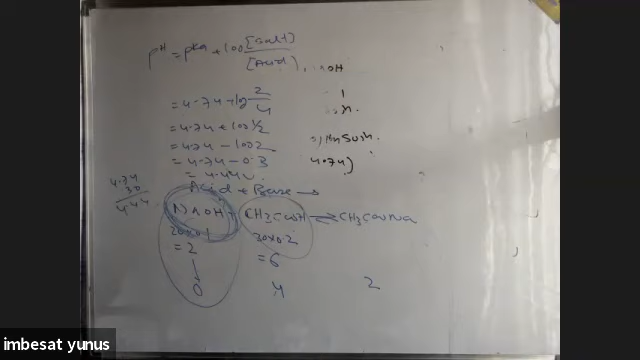 pH = pKa + log [Salt]
[Acid]
= 4.74 + log 2
4
= 4.74 + log 1/2
= 4.74 - log 2
= 4.74 - 0.3
= 4.44
4.74
30
4.44
Acid + Base →
NaOH + CH3COOH ⇌ CH3COONa
20×0.1 30×0.2
= 2 = 6
↓
0 4 2
imbesat yunus